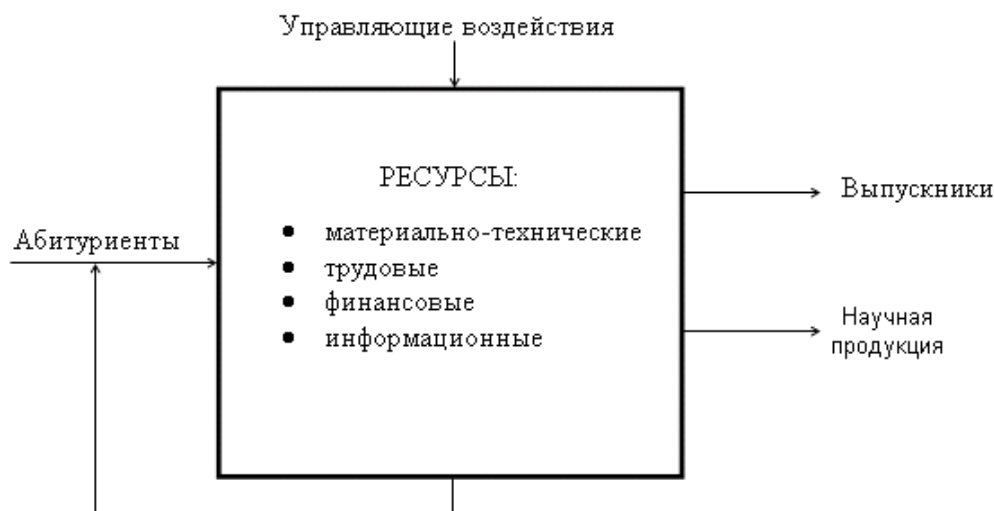 Управляющие воздействия
РЕСУРСЫ:
• материально-технические
• трудовые
• финансовые
• информационные
Абитуриенты
Выпускники
Научная
продукция